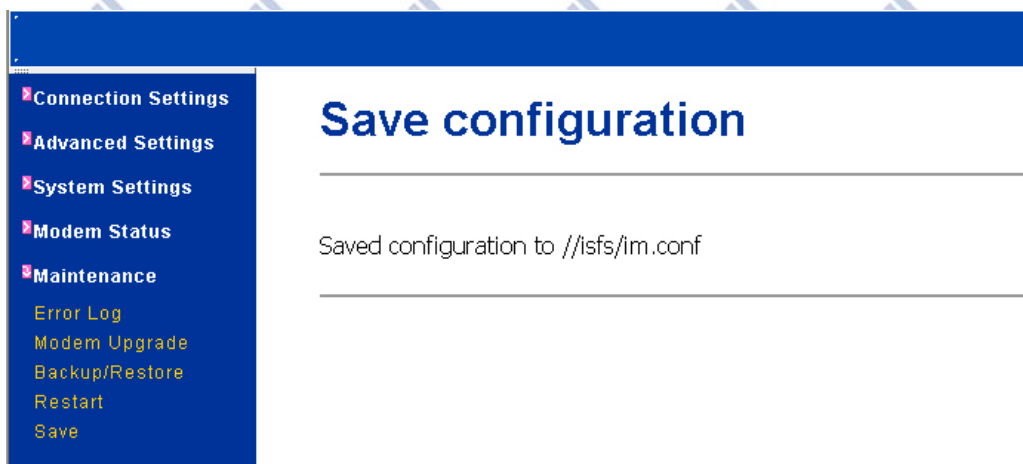 Connection Settings
Advanced Settings
System Settings
Modem Status
Maintenance
Error Log
Modem Upgrade
Backup/Restore
Restart
Save
Save configuration
Saved configuration to //isfs/im.conf